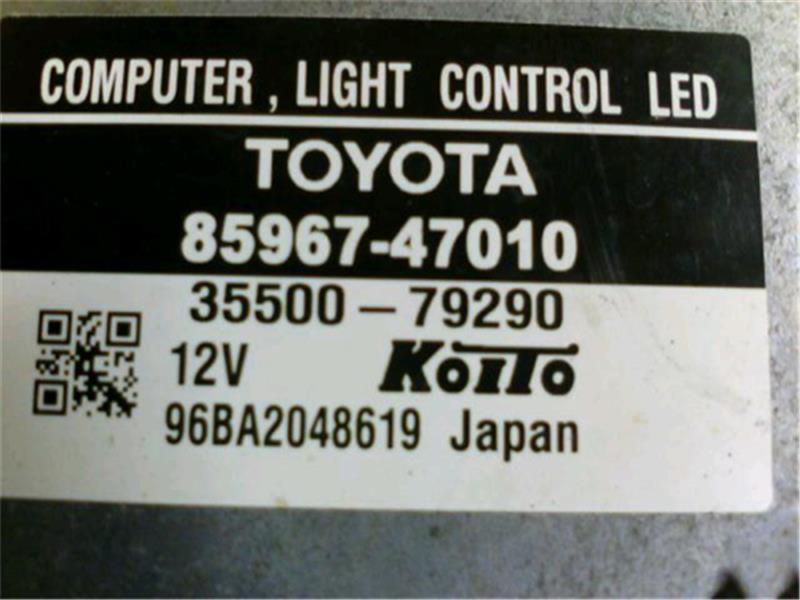 COMPUTER , LIGHT CONTROL LED
TOYOTA
85967-47010
35500-79290
12V KOITO
96BA2048619 Japan